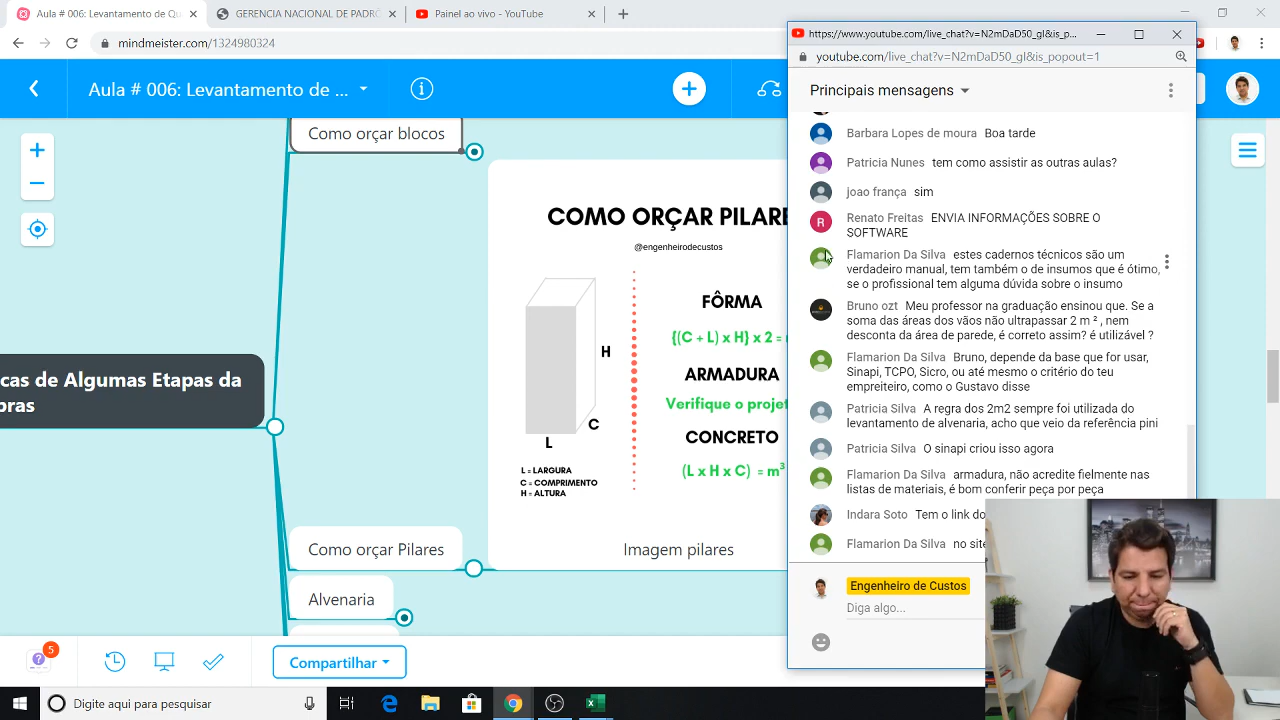 Aula # 006: Levantamento de Qu
GERENCIA NACIONAL DE PADRÕ
Painel ao vivo - YouTube
mindmeister.com/1324980324
Aula # 006: Levantamento de ...
Como orçar blocos
COMO ORÇAR PILARE
@engenheirodecustos
FÔRMA
{(C + L) x H} x 2 =
ARMADURA
Verifique o projet
CONCRETO
(L x H x C) = m³
H
C
L
L = LARGURA
C = COMPRIMENTO
H = ALTURA
cas de Algumas Etapas da
bras
Como orçar Pilares
Imagem pilares
Alvenaria
5
Compartilhar
Digite aqui para pesquisar
https://www.youtube.com/live_chat?v=N2mDaD50_gI&is_p...
youtube.com/live_chat?v=N2mDaD50_gI&is_popout=1
Principais mensagens
Barbara Lopes de moura Boa tarde
Patricia Nunes tem como assistir as outras aulas?
joao frança sim
R
Renato Freitas ENVIA INFORMAÇÕES SOBRE O
SOFTWARE
Flamarion Da Silva estes cadernos técnicos são um
verdadeiro manual, tem também o de insumos que é ótimo,
se o profissional tem alguma dúvida sobre o insumo
Bruno ozt Meu professor na graduação ensinou que. Se a
soma das áreas dos vãos não ultrapassar 2 m ² , nem
desconta da área de parede, é correto assim? é utilizável ?
Flamarion Da Silva Bruno, depende da base que for usar,
Sinapi, TCPO, Sicro, ou até mesmo o critério do teu
empreiteiro, como o Gustavo disse
Patricia Silva A regra dos 2m2 sempre foi utilizada do
levantamento de alvenaria, acho que veio da referência pini
Patricia Silva O sinapi criou isso agora
Flamarion Da Silva armadura, não acredite fielmente nas
listas de materiais, é bom conferir peça por peça
Indara Soto Tem o link do
Flamarion Da Silva no site
Engenheiro de Custos
Diga algo...